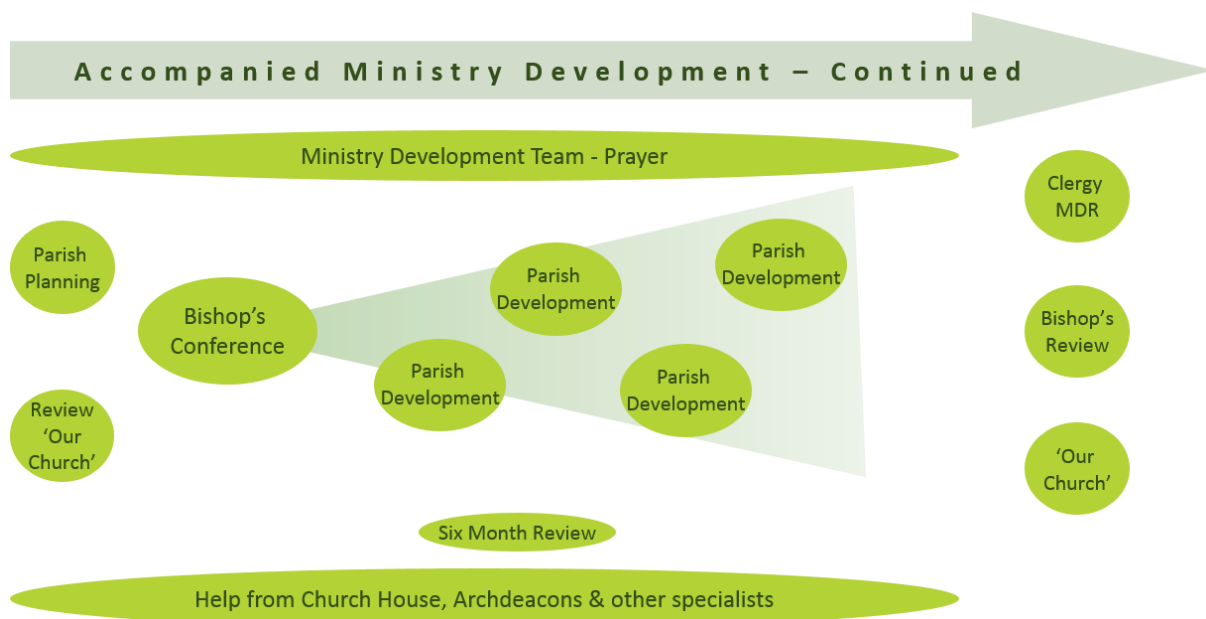 Accompanied Ministry Development – Continued
Ministry Development Team - Prayer
Parish
Planning
Review
‘Our
Church’
Bishop’s
Conference
Parish
Development
Parish
Development
Parish
Development
Parish
Development
Six Month Review
Help from Church House, Archdeacons & other specialists
Clergy
MDR
Bishop’s
Review
‘Our
Church’